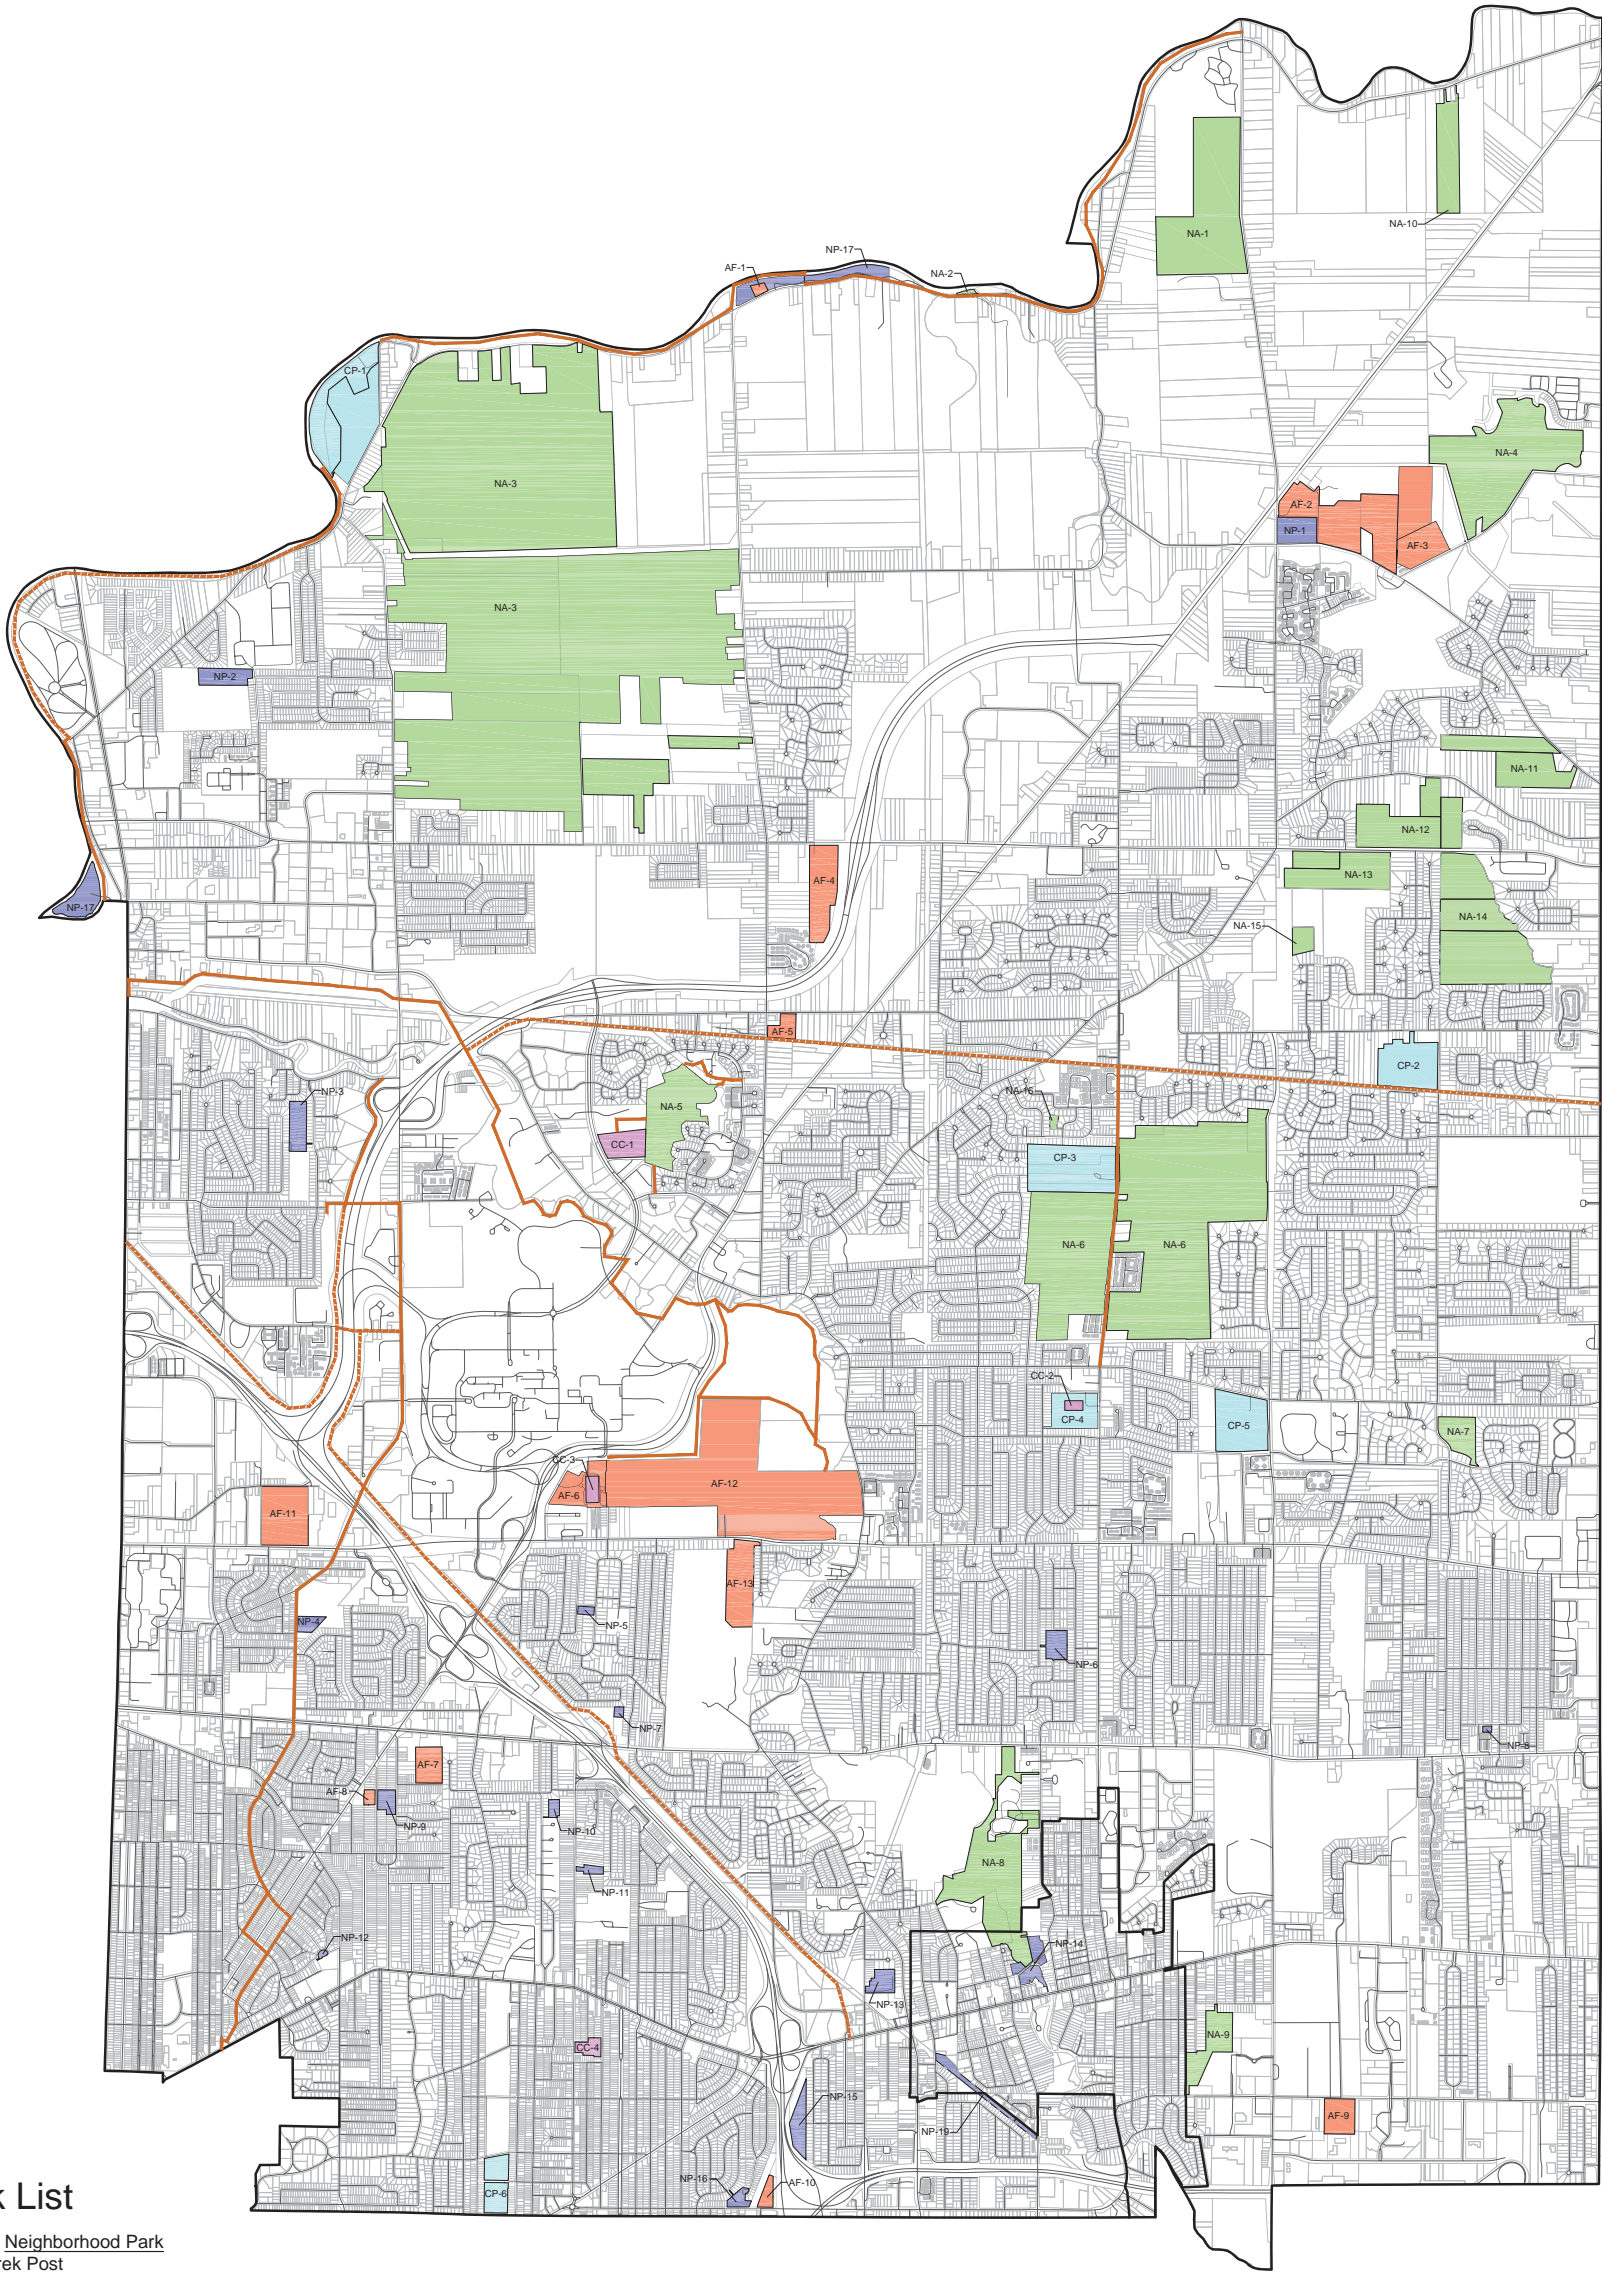 NA-10
NA-1
NP-17
AF-1
NA-2
CP-1
NA-4
NA-3
AF-2
NP-1
AF-3
NA-3
NP-2
NA-11
NA-12
NA-13
AF-4
NP-17
NA-14
NA-15
AF-5
CP-2
NP-3
NA-16
NA-5
CC-1
CP-3
NA-6
NA-6
CC-2
CP-4
CP-5
NA-7
CC-3
AF-12
AF-6
AF-11
AF-13
NP-4
NP-5
NP-6
NP-7
NP-8
AF-7
AF-8
NP-9
NP-10
NA-8
NP-11
NP-12
NP-14
NP-13
NA-9
CC-4
NP-15
AF-9
NP-19
NP-16
AF-10
CP-6
k List
Neighborhood Park
rek Post